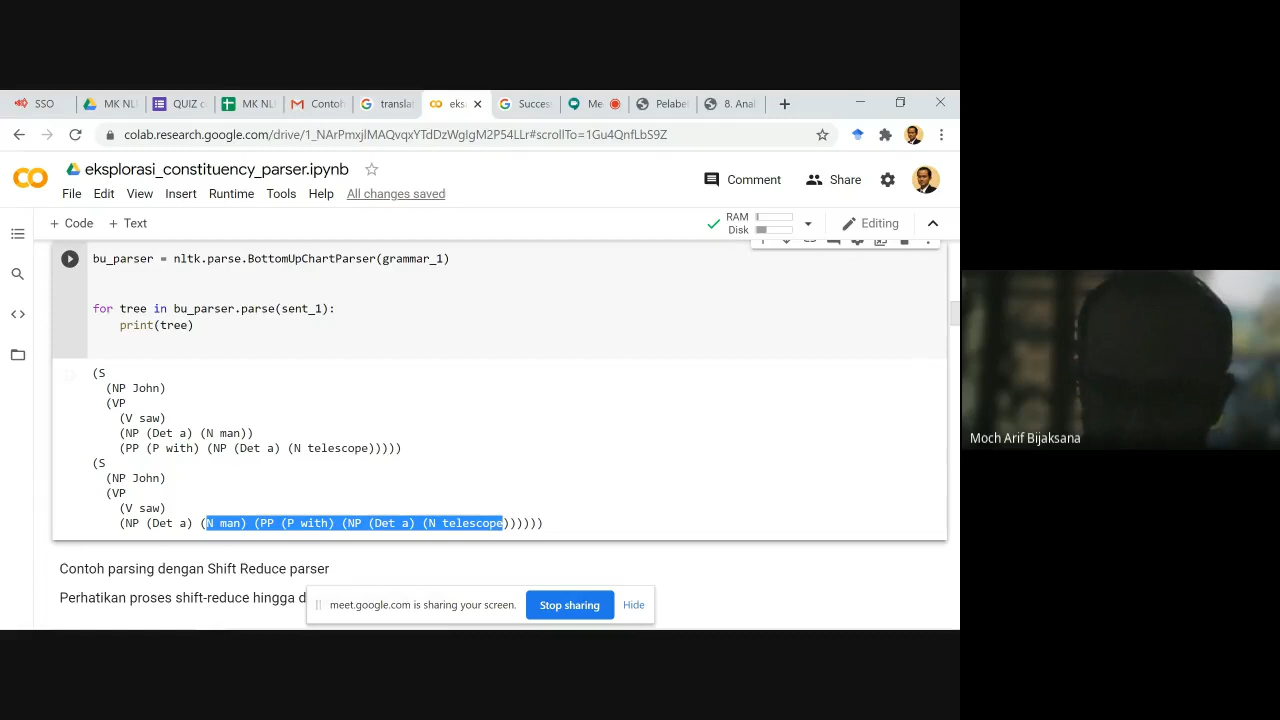 SSO
MK NL
QUIZ c
MK NL
Contoh
translat
eks
Succes
Me
Pelabe
8. Anal
colab.research.google.com/drive/1_NArPmxjlMAQvqxYTdDzWglgM2P54LLr#scrollTo=1Gu4QnfLbS9Z
eksplorasi_constituency_parser.ipynb
Comment
Share
File Edit View Insert Runtime Tools Help All changes saved
+ Code + Text
RAM
Disk
Editing
bu_parser = nltk.parse.BottomUpChartParser(grammar_1)
for tree in bu_parser.parse(sent_1):
    print(tree)
(S
  (NP John)
  (VP
    (V saw)
    (NP (Det a) (N man))
    (PP (P with) (NP (Det a) (N telescope)))))
(S
  (NP John)
  (VP
    (V saw)
    (NP (Det a) (N man) (PP (P with) (NP (Det a) (N telescope))))))
Contoh parsing dengan Shift Reduce parser
Perhatikan proses shift-reduce hingga d
meet.google.com is sharing your screen.
Stop sharing
Hide
Moch Arif Bijaksana